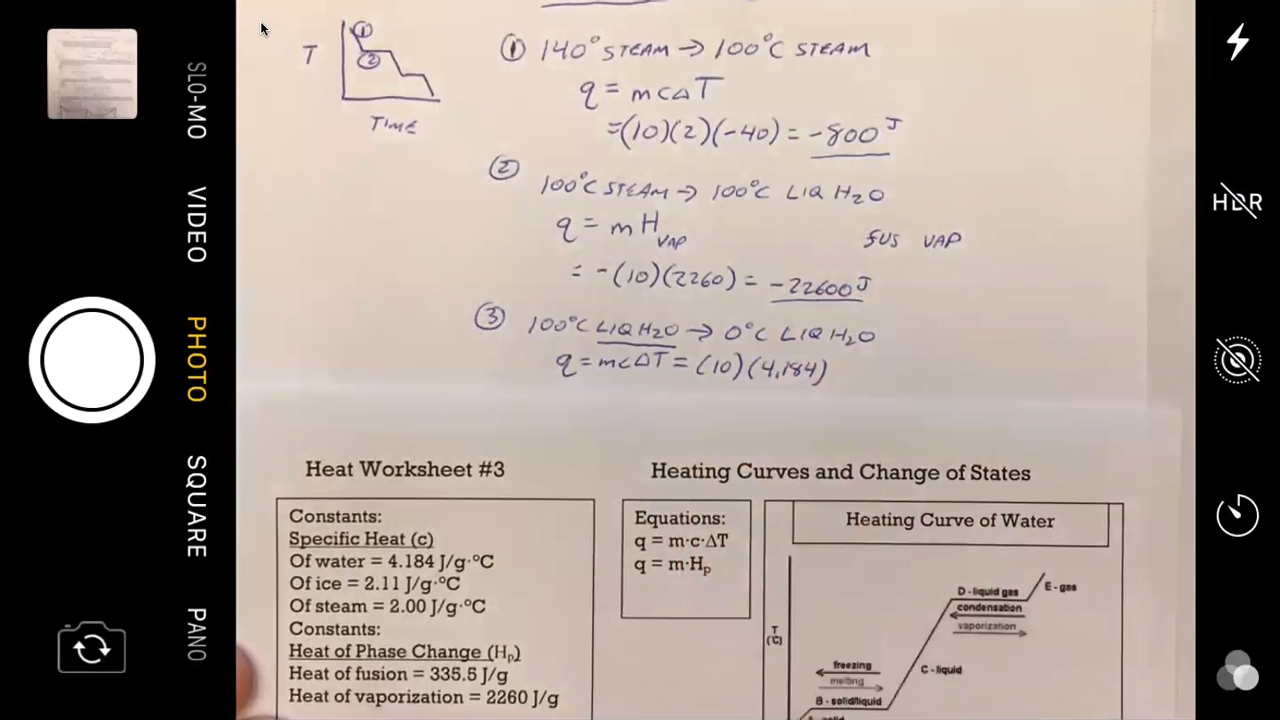 SLO-MO
VIDEO
PHOTO
SQUARE
PANO
HDR
T
TIME
①
②
① 140° STEAM → 100°C STEAM
q = mcΔT
=(10)(2)(-40) = -800 J
②
100°C STEAM → 100°C LIQ H2O
q = mH VAP
fUS VAP
= -(10)(2260) = -22600 J
③ 100°C LIQ H2O → 0°C LIQ H2O
q = mcΔT = (10)(4.184)
Heat Worksheet #3
Heating Curves and Change of States
Constants:
Specific Heat (c)
Of water = 4.184 J/g·°C
Of ice = 2.11 J/g·°C
Of steam = 2.00 J/g·°C
Constants:
Heat of Phase Change (Hp)
Heat of fusion = 335.5 J/g
Heat of vaporization = 2260 J/g
Equations:
q = m·c·ΔT
q = m·Hp
Heating Curve of Water
T
(°C)
D - liquid gas
E - gas
condensation
vaporization
C - liquid
freezing
melting
B - solid/liquid